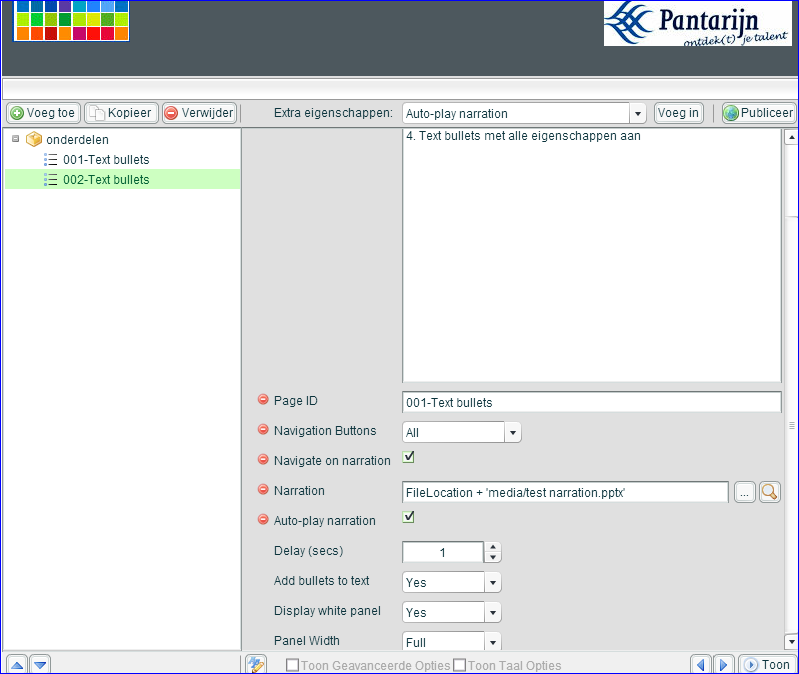 Pantarijn
ontdek(t) je talent
Voeg toe
Kopieer
Verwijder
Extra eigenschappen:
Auto-play narration
Voeg in
Publiceer
onderdelen
001-Text bullets
002-Text bullets
4. Text bullets met alle eigenschappen aan
Page ID
001-Text bullets
Navigation Buttons
All
Navigate on narration
Narration
FileLocation + 'media/test narration.pptx'
...
Auto-play narration
Delay (secs)
1
Add bullets to text
Yes
Display white panel
Yes
Panel Width
Full
Toon Geavanceerde Opties
Toon Taal Opties
Toon